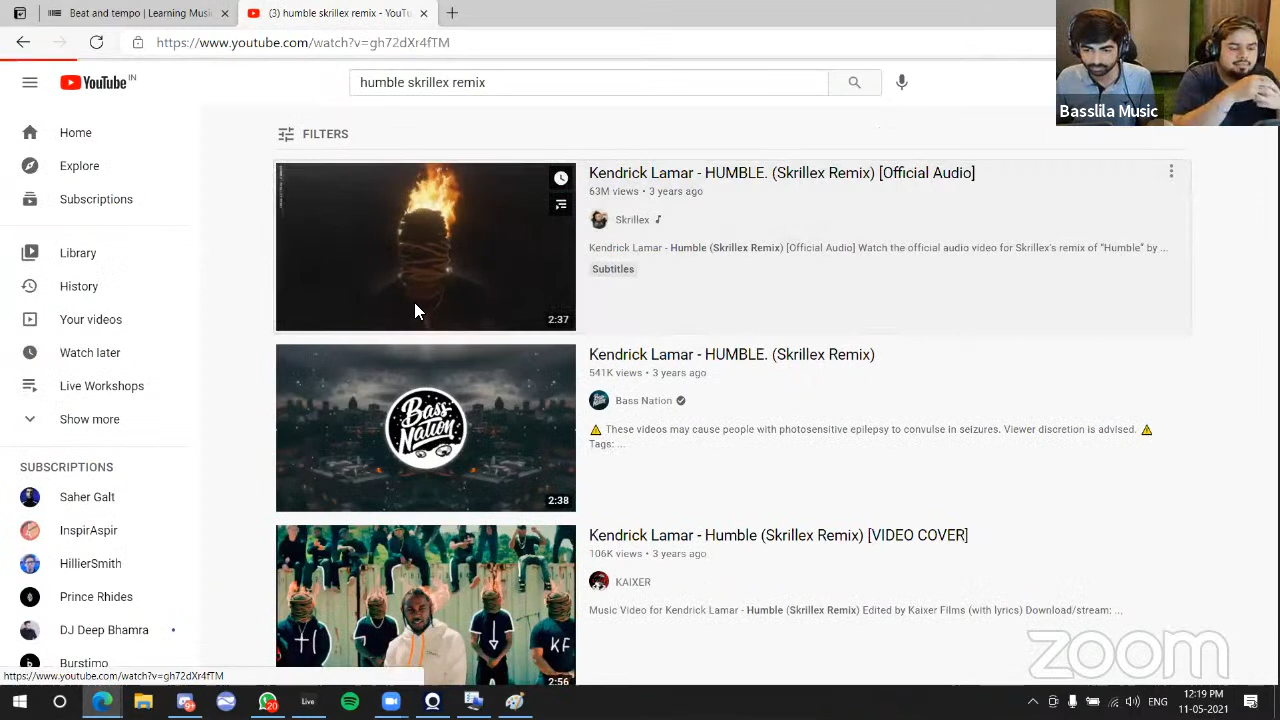 Beat and tempo | Learning Music
(3) humble skrillex remix - YouTu
https://www.youtube.com/watch?v=gh72dXr4fTM
YouTube IN
humble skrillex remix
Basslila Music
Home
Explore
Subscriptions
Library
History
Your videos
Watch later
Live Workshops
Show more
SUBSCRIPTIONS
Saher Galt
InspirAspir
HillierSmith
Prince Rhides
DJ Deep Bhamra
Burstimo
FILTERS
2:37
Kendrick Lamar - HUMBLE. (Skrillex Remix) [Official Audio]
63M views • 3 years ago
Skrillex
Kendrick Lamar - Humble (Skrillex Remix) [Official Audio] Watch the official audio video for Skrillex's remix of "Humble" by ...
Subtitles
Bass Nation
2:38
Kendrick Lamar - HUMBLE. (Skrillex Remix)
541K views • 3 years ago
Bass Nation
These videos may cause people with photosensitive epilepsy to convulse in seizures. Viewer discretion is advised.
Tags: ...
KF
2:56
Kendrick Lamar - Humble (Skrillex Remix) [VIDEO COVER]
106K views • 3 years ago
KAIXER
Music Video for Kendrick Lamar - Humble (Skrillex Remix) Edited by Kaixer Films (with lyrics) Download/stream: ...
zoom
https://www.youtube.com/watch?v=gh72dXr4fTM
20
Live
ENG
12:19 PM
11-05-2021